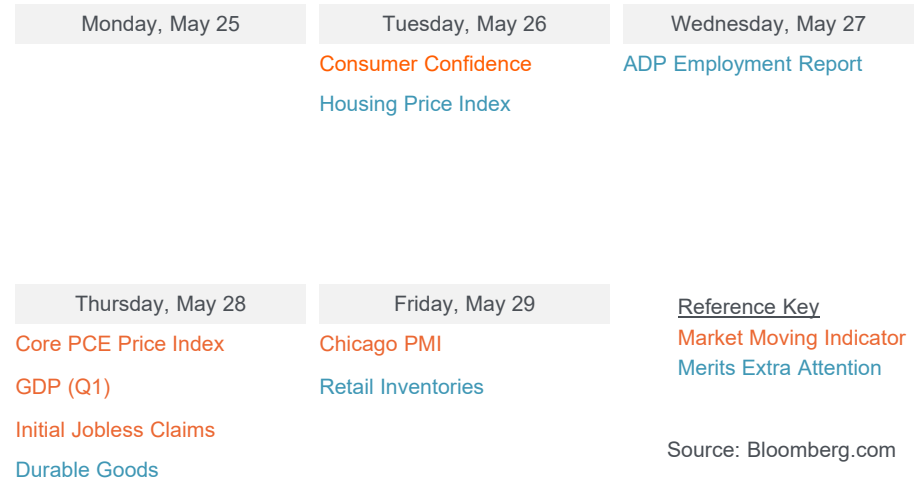 Monday, May 25
Tuesday, May 26
Consumer Confidence
Housing Price Index
Wednesday, May 27
ADP Employment Report
Thursday, May 28
Core PCE Price Index
GDP (Q1)
Initial Jobless Claims
Durable Goods
Friday, May 29
Chicago PMI
Retail Inventories
Reference Key
Market Moving Indicator
Merits Extra Attention
Source: Bloomberg.com